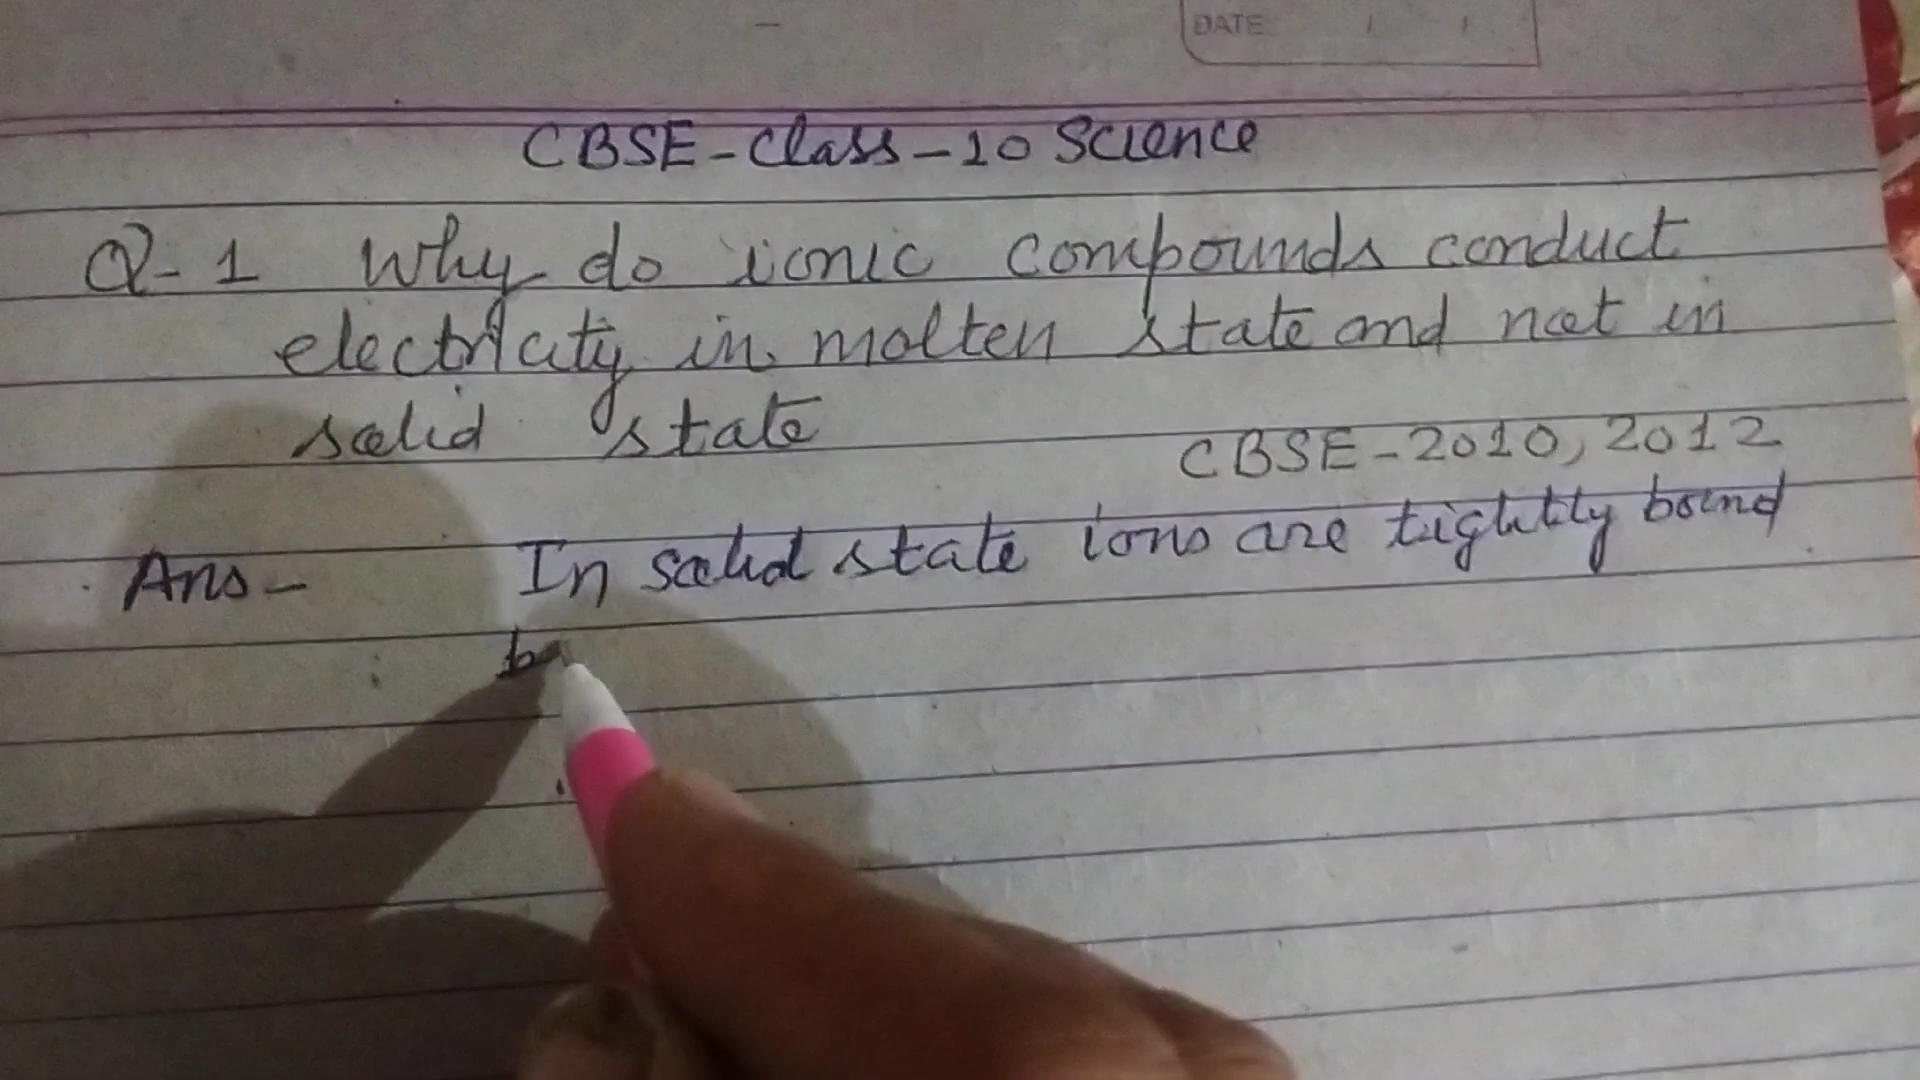 DATE / /
CBSE-Class-10 Science
Q-1 Why do ionic compounds conduct
electricity in molten state and not in
solid state
CBSE-2010, 2012
Ans- In solid state ions are tightly